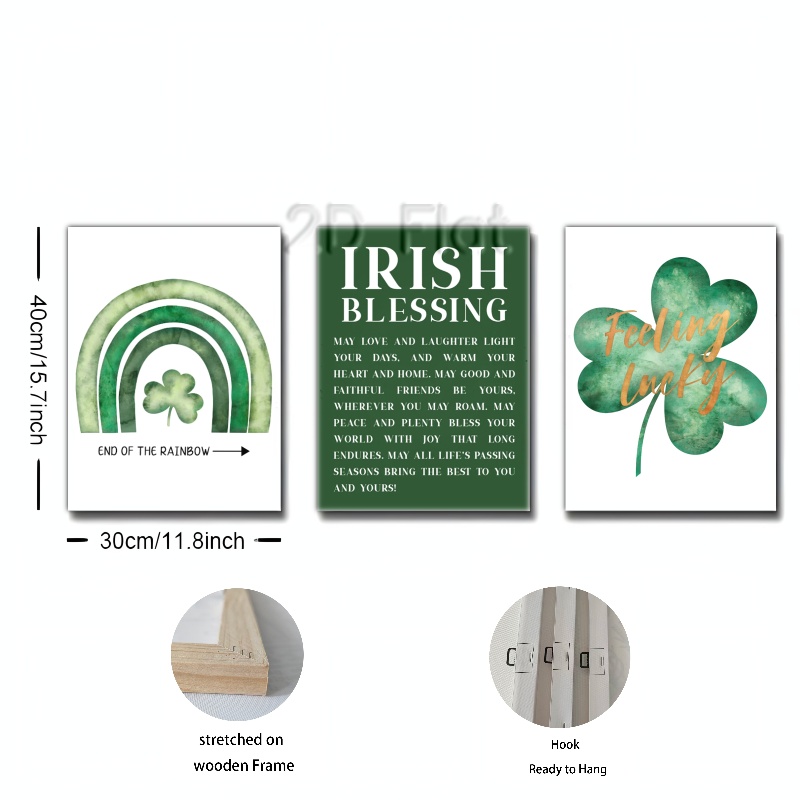 2D Flat
40cm/15.7inch
30cm/11.8inch
END OF THE RAINBOW
IRISH
BLESSING
MAY LOVE AND LAUGHTER LIGHT
YOUR DAYS, AND WARM YOUR
HEART AND HOME. MAY GOOD AND
FAITHFUL FRIENDS BE YOURS,
WHEREVER YOU MAY ROAM. MAY
PEACE AND PLENTY BLESS YOUR
WORLD WITH JOY THAT LONG
ENDURES. MAY ALL LIFE'S PASSING
SEASONS BRING THE BEST TO YOU
AND YOURS!
Feeling
lucky
stretched on
wooden Frame
Hook
Ready to Hang